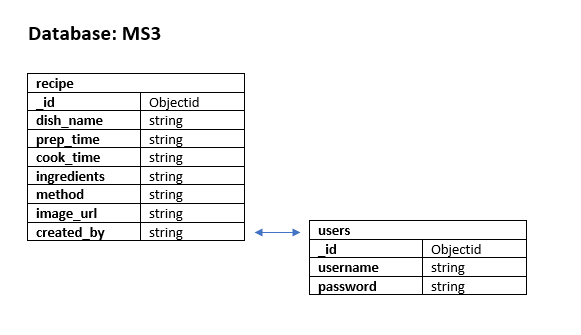 Database: MS3
recipe
_id Objectid
dish_name string
prep_time string
cook_time string
ingredients string
method string
image_url string
created_by string
users
_id Objectid
username string
password string